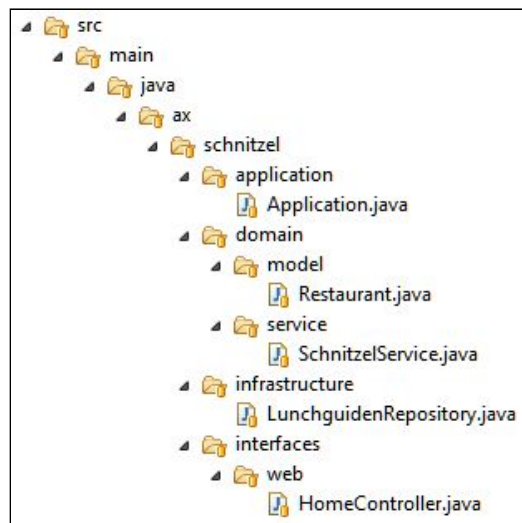 src
main
java
ax
schnitzel
application
Application.java
domain
model
Restaurant.java
service
SchnitzelService.java
infrastructure
LunchguidenRepository.java
interfaces
web
HomeController.java